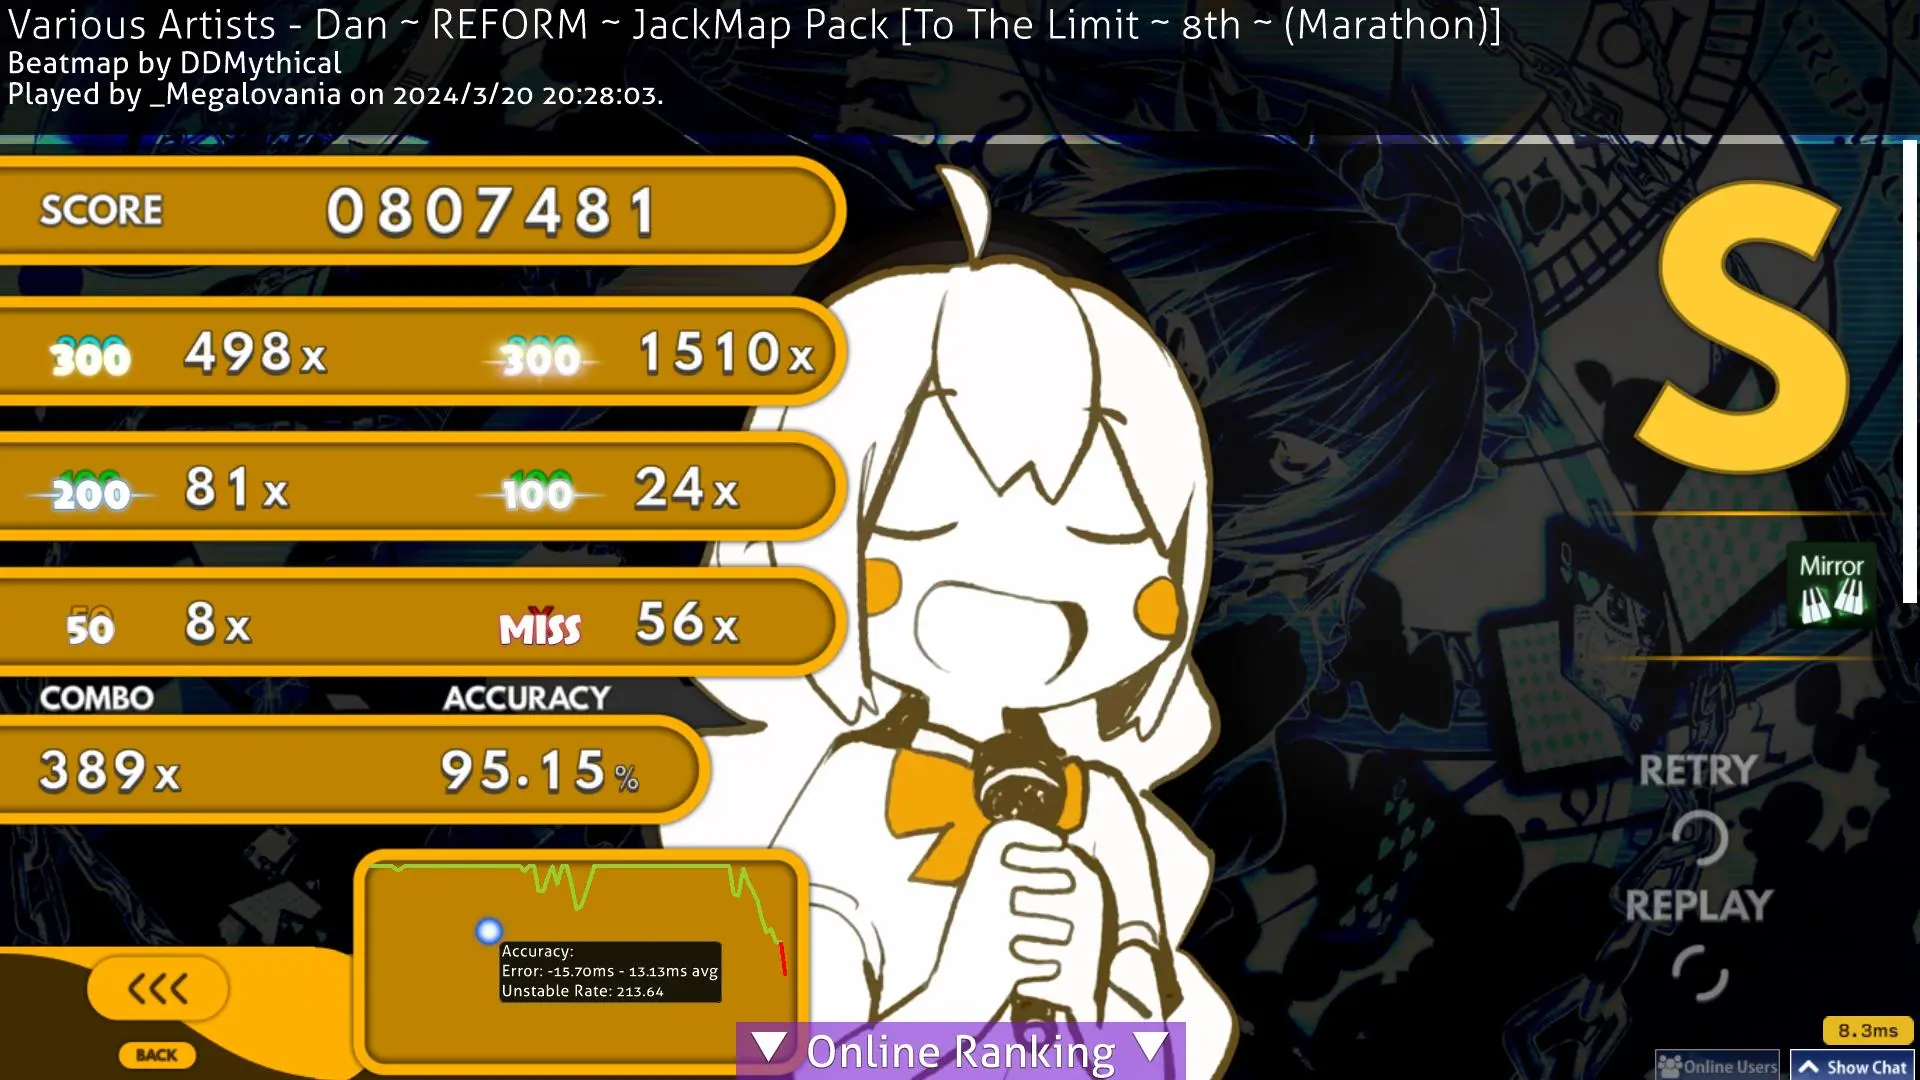 Various Artists - Dan ~ REFORM ~ JackMap Pack [To The Limit ~ 8th ~ (Marathon)]
Beatmap by DDMythical
Played by _Megalovania on 2024/3/20 20:28:03.
SCORE 0807481
300 498x 300 1510x
200 81x 100 24x
50 8x MISS 56x
COMBO ACCURACY
389x 95.15%
Mirror
RETRY
REPLAY
Accuracy:
Error: -15.70ms - 13.13ms avg
Unstable Rate: 213.64
<<<
BACK
▼ Online Ranking ▼
8.3ms
Online Users
Show Chat